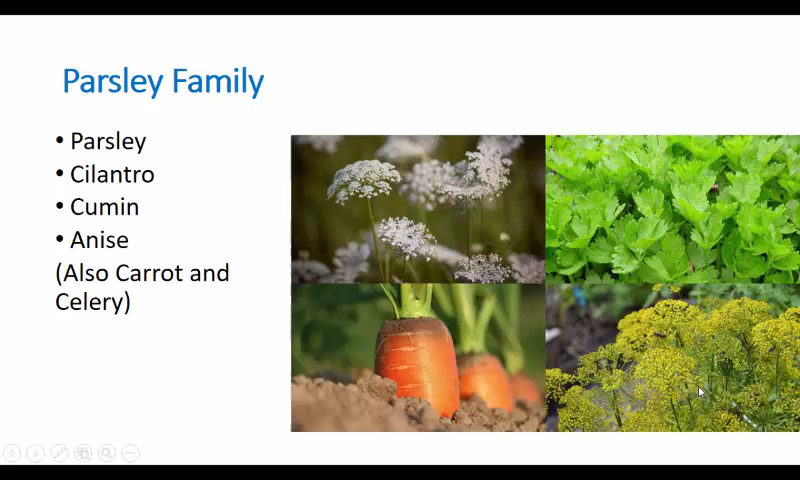 Parsley Family
• Parsley
• Cilantro
• Cumin
• Anise
(Also Carrot and
Celery)